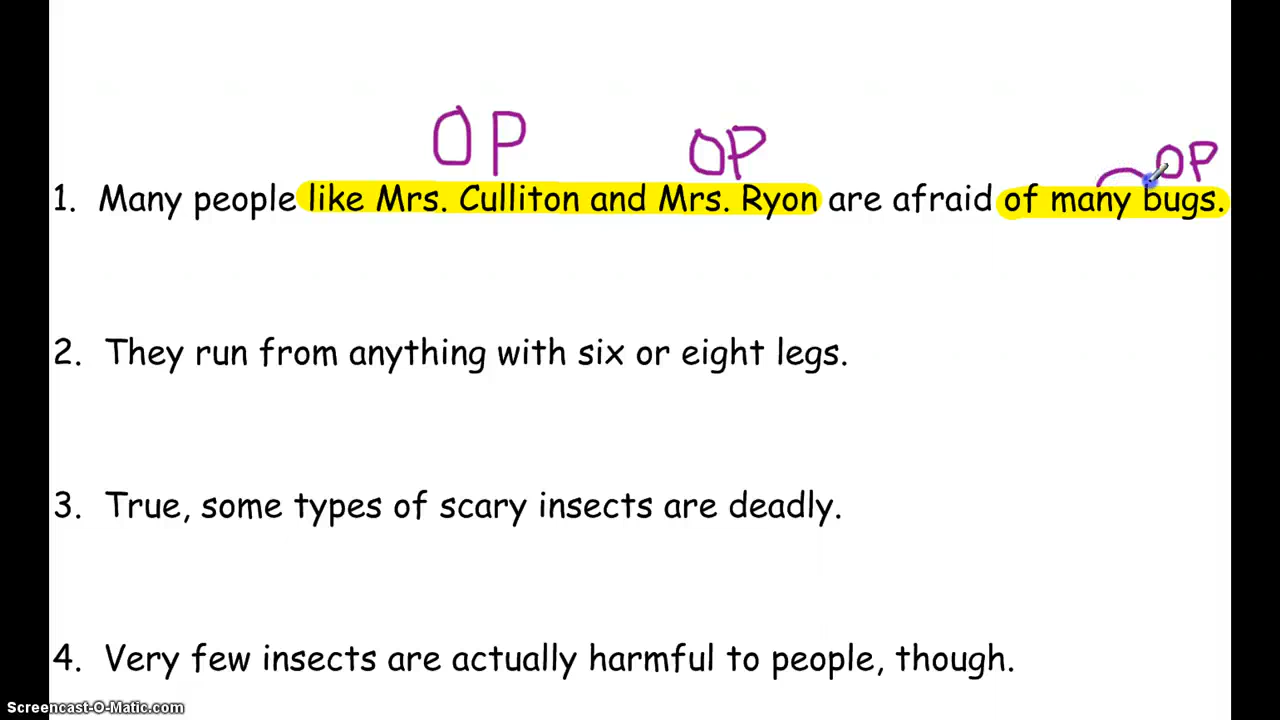 OP OP OP
1. Many people like Mrs. Culliton and Mrs. Ryon are afraid of many bugs.
2. They run from anything with six or eight legs.
3. True, some types of scary insects are deadly.
4. Very few insects are actually harmful to people, though.
Screencast-O-Matic.com